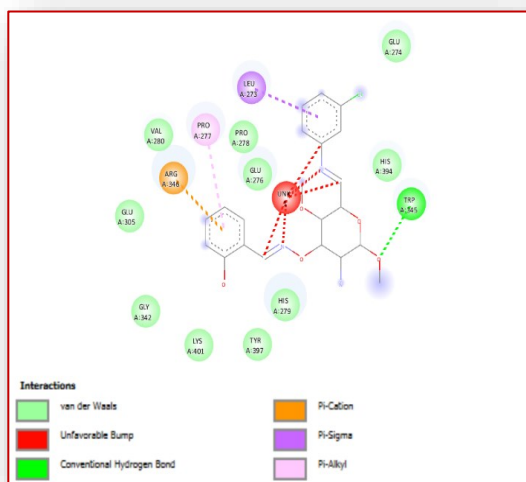 GLU
A:274
LEU
A:273
PRO
A:277
VAL
A:280
PRO
A:278
ARG
A:346
GLU
A:276
HIS
A:394
TRP
A:345
GLU
A:305
HIS
A:279
GLY
A:342
LYS
A:401
TYR
A:397
Interactions
van der Waals
Unfavorable Bump
Conventional Hydrogen Bond
Pi-Cation
Pi-Sigma
Pi-Alkyl